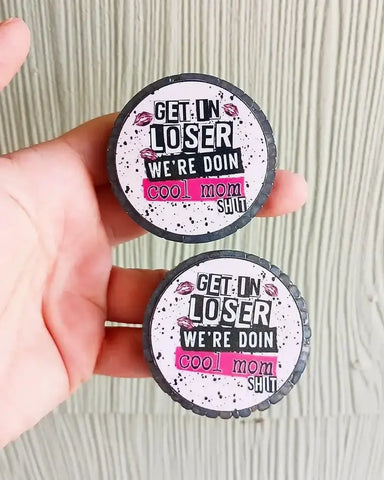 GET IN
LOSER
WE'RE DOIN
cool mom
SHIT
GET IN
LOSER
WE'RE DOIN
cool mom
SHIT